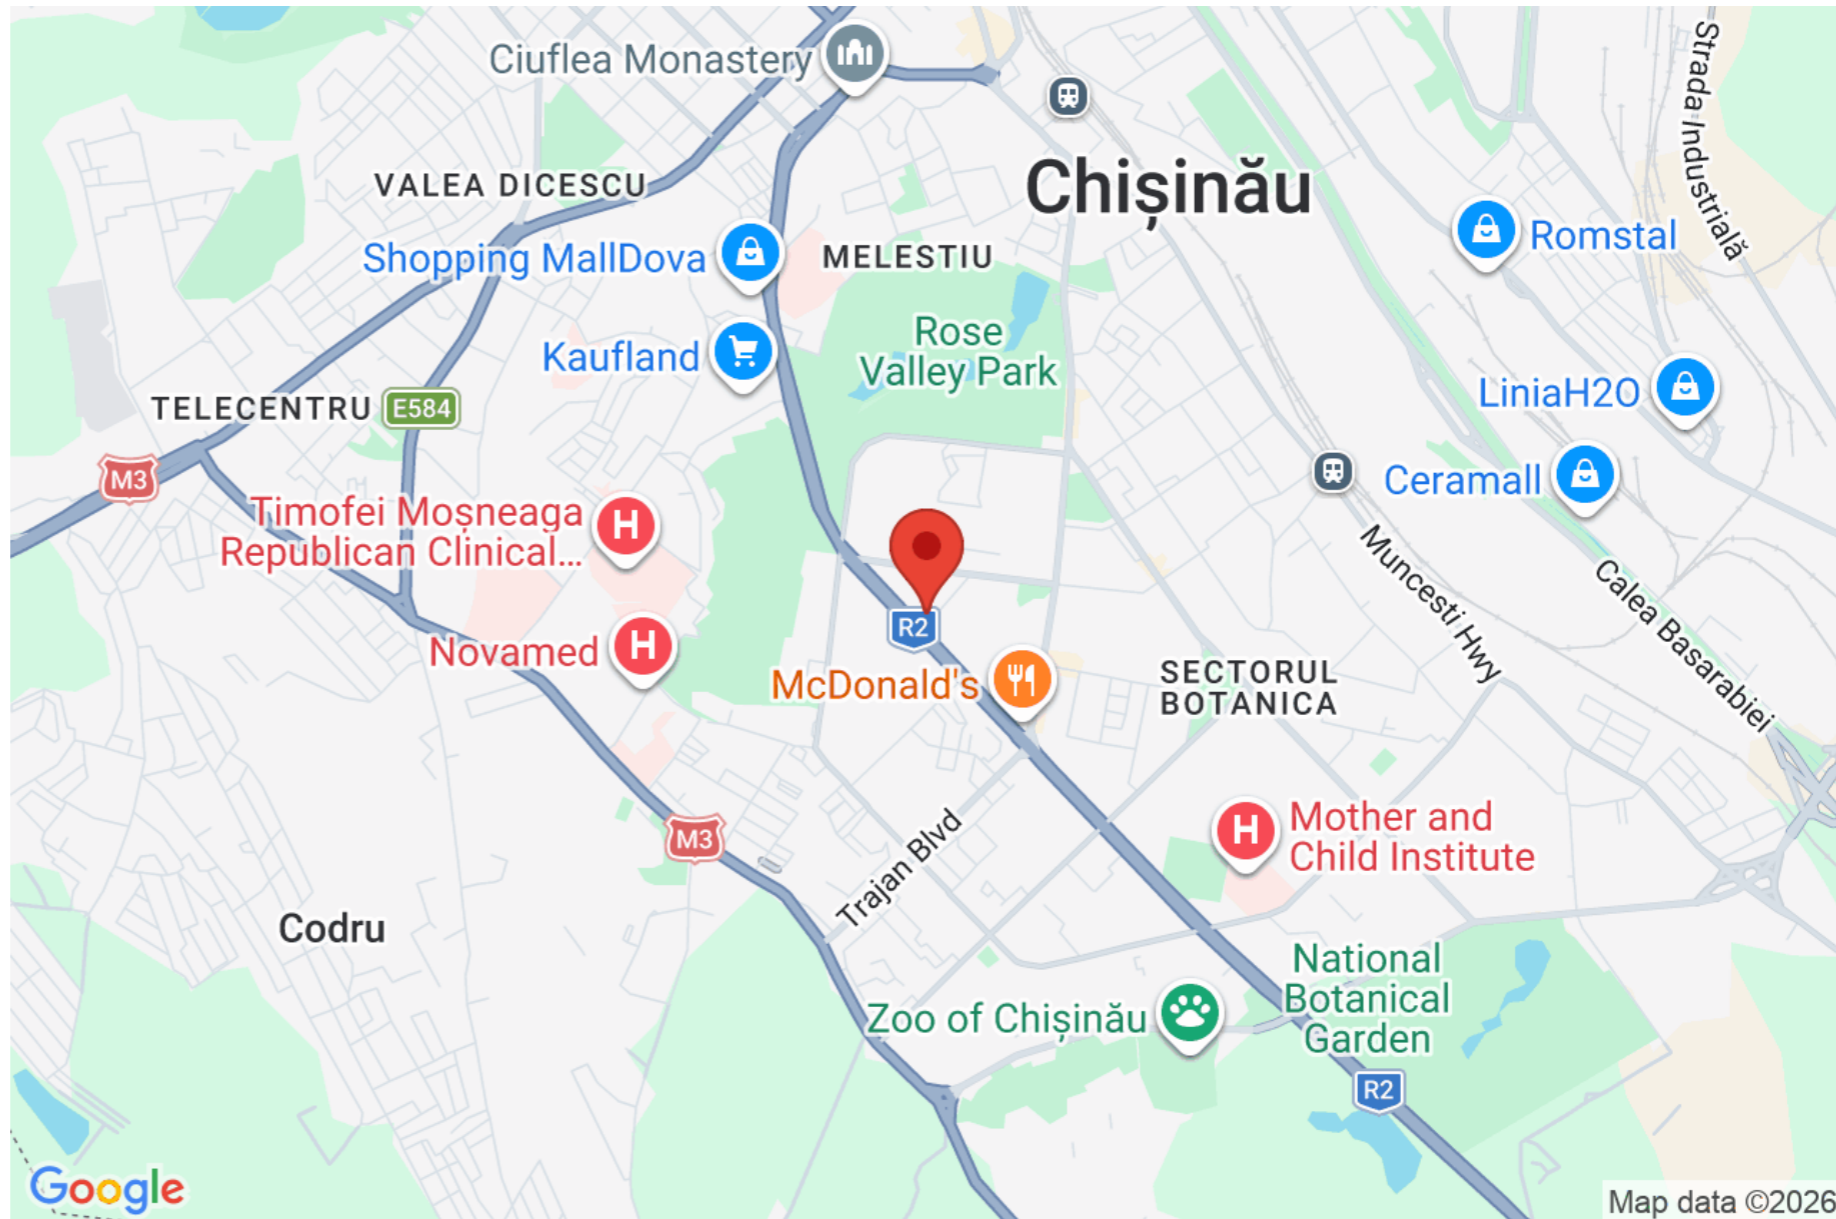 Ciuflea Monastery
Strada Industrială
Chișinău
VALEA DICESCU
Romstal
Shopping MallDova
MELESTIU
Rose
Valley Park
Kaufland
LiniaH2O
TELECENTRU
E584
M3
Ceramall
Timofei Moșneaga
Republican Clinical...
H
Muncesti Hwy
Calea Basarabiei
R2
Novamed
H
McDonald's
SECTORUL
BOTANICA
M3
H
Mother and
Child Institute
Trajan Blvd
Codru
National
Botanical
Garden
Zoo of Chișinău
R2
Google
Map data ©2026